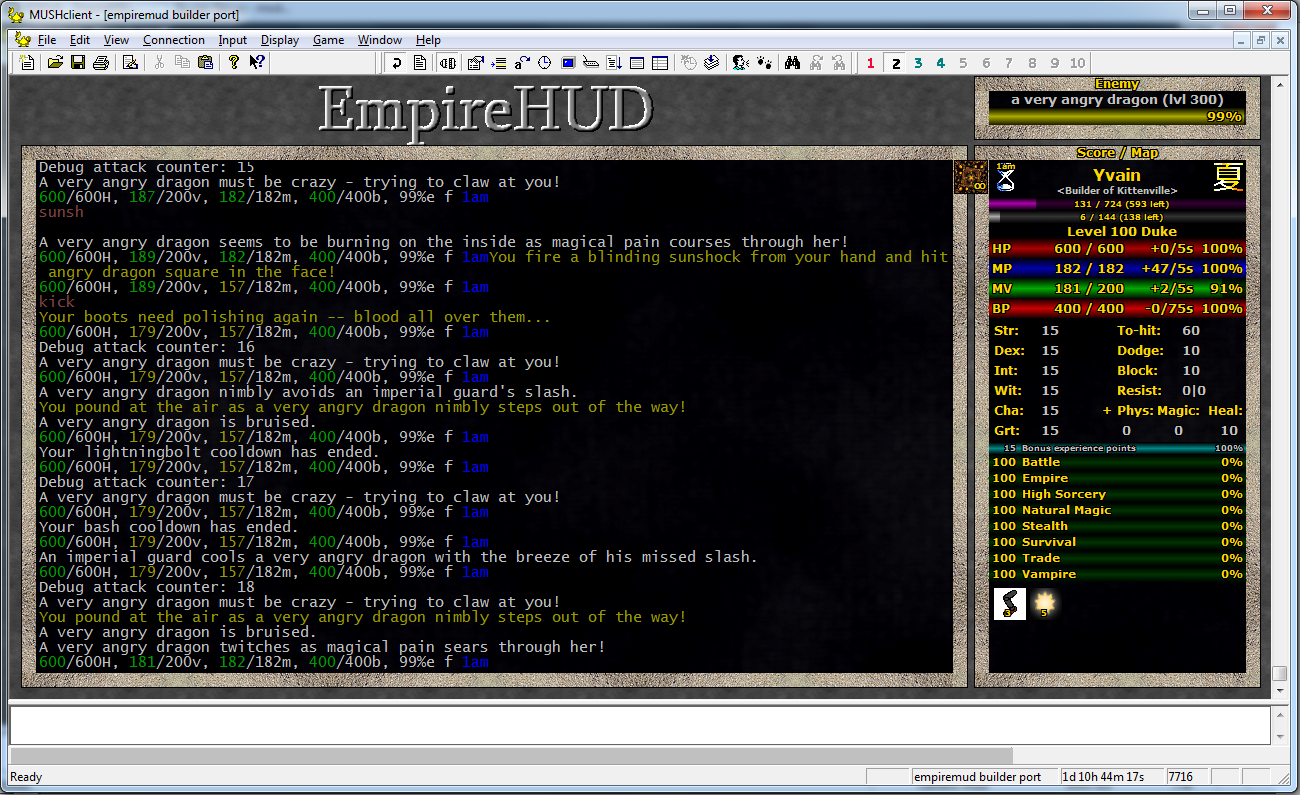 MUSHclient - [empiremud builder port]
File Edit View Connection Input Display Game Window Help
1 2 3 4 5 6 7 8 9 10
EmpireHUD
Enemy
a very angry dragon (lvl 300)
99%
Debug attack counter: 15
A very angry dragon must be crazy - trying to claw at you!
600/600H, 187/200v, 182/182m, 400/400b, 99%e f 1am
sunsh
A very angry dragon seems to be burning on the inside as magical pain courses through her!
600/600H, 189/200v, 182/182m, 400/400b, 99%e f 1amYou fire a blinding sunshock from your hand and hit
angry dragon square in the face!
600/600H, 189/200v, 157/182m, 400/400b, 99%e f 1am
kick
Your boots need polishing again -- blood all over them...
600/600H, 179/200v, 157/182m, 400/400b, 99%e f 1am
Debug attack counter: 16
A very angry dragon must be crazy - trying to claw at you!
600/600H, 179/200v, 157/182m, 400/400b, 99%e f 1am
A very angry dragon nimbly avoids an imperial guard's slash.
You pound at the air as a very angry dragon nimbly steps out of the way!
A very angry dragon is bruised.
600/600H, 179/200v, 157/182m, 400/400b, 99%e f 1am
Your lightningbolt cooldown has ended.
600/600H, 179/200v, 157/182m, 400/400b, 99%e f 1am
Debug attack counter: 17
A very angry dragon must be crazy - trying to claw at you!
600/600H, 179/200v, 157/182m, 400/400b, 99%e f 1am
Your bash cooldown has ended.
600/600H, 179/200v, 157/182m, 400/400b, 99%e f 1am
An imperial guard cools a very angry dragon with the breeze of his missed slash.
600/600H, 179/200v, 157/182m, 400/400b, 99%e f 1am
Debug attack counter: 18
A very angry dragon must be crazy - trying to claw at you!
You pound at the air as a very angry dragon nimbly steps out of the way!
A very angry dragon is bruised.
A very angry dragon twitches as magical pain sears through her!
600/600H, 181/200v, 182/182m, 400/400b, 99%e f 1am
Score / Map
∞
1am
Yvain
夏
<Builder of Kittenville>
131 / 724 (593 left)
6 / 144 (138 left)
Level 100 Duke
HP 600 / 600 +0/5s 100%
MP 182 / 182 +47/5s 100%
MV 181 / 200 +2/5s 91%
BP 400 / 400 -0/75s 100%
Str: 15 To-hit: 60
Dex: 15 Dodge: 10
Int: 15 Block: 10
Wit: 15 Resist: 0|0
Cha: 15 + Phys: Magic: Heal:
Grt: 15 0 0 10
15 Bonus experience points 100%
100 Battle 0%
100 Empire 0%
100 High Sorcery 0%
100 Natural Magic 0%
100 Stealth 0%
100 Survival 0%
100 Trade 0%
100 Vampire 0%
3 5
Ready empiremud builder port 1d 10h 44m 17s 7716